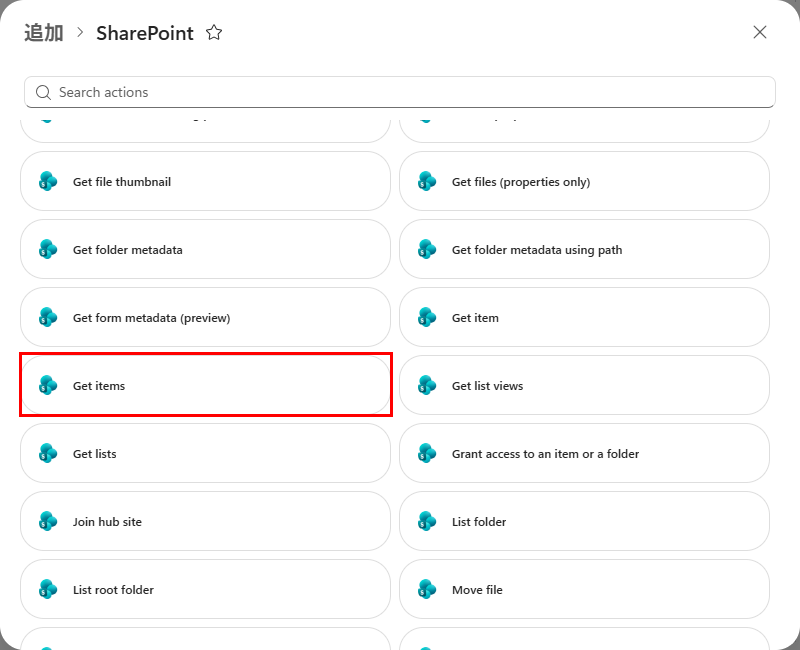 追加 > SharePoint
Search actions
Get file thumbnail
Get files (properties only)
Get folder metadata
Get folder metadata using path
Get form metadata (preview)
Get item
Get items
Get list views
Get lists
Grant access to an item or a folder
Join hub site
List folder
List root folder
Move file